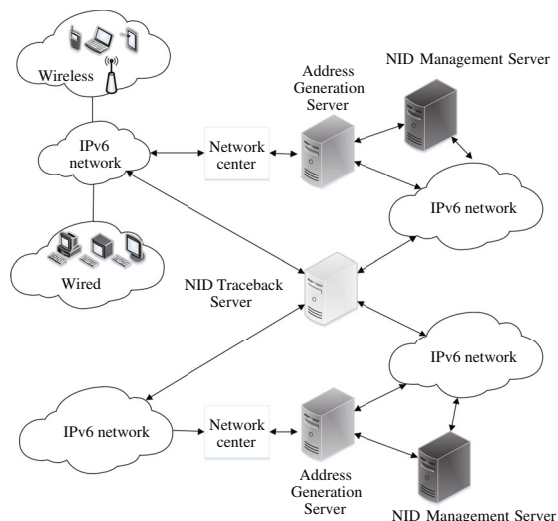 Wireless
Address
Generation
Server
NID Management Server
IPv6
network
Network
center
IPv6 network
Wired
NID Traceback
Server
IPv6 network
IPv6 network
Network
center
Address
Generation
Server
NID Management Server